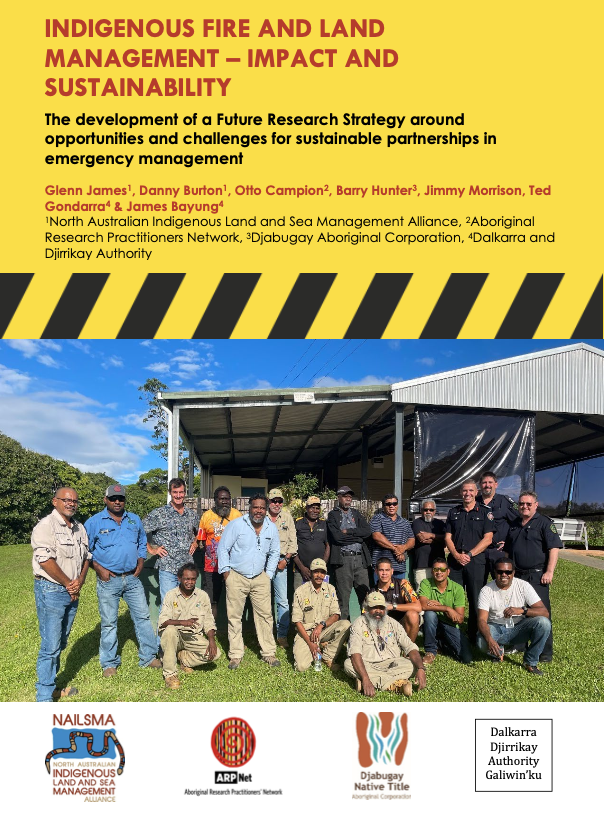 INDIGENOUS FIRE AND LAND
MANAGEMENT – IMPACT AND
SUSTAINABILITY
The development of a Future Research Strategy around
opportunities and challenges for sustainable partnerships in
emergency management
Glenn James¹, Danny Burton¹, Otto Campion², Barry Hunter³, Jimmy Morrison, Ted
Gondarra⁴ & James Bayung⁴
¹North Australian Indigenous Land and Sea Management Alliance, ²Aboriginal
Research Practitioners Network, ³Djabugay Aboriginal Corporation, ⁴Dalkarra and
Djirrikay Authority
NAILSMA
NORTH AUSTRALIAN
INDIGENOUS
LAND AND SEA
MANAGEMENT
ALLIANCE
ARPNet
Aboriginal Research Practitioners' Network
Djabugay
Native Title
Aboriginal Corporation
Dalkarra
Djirrikay
Authority
Galiwin'ku